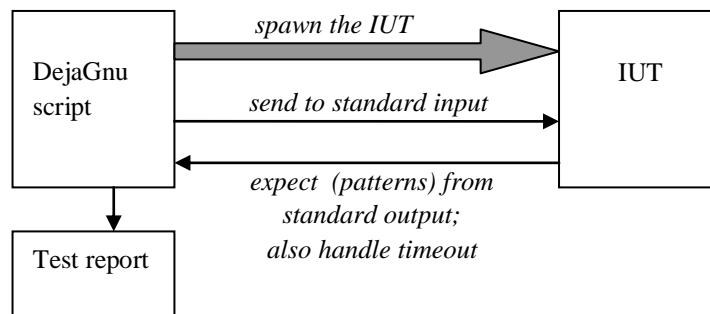 spawn the IUT
DejaGnu
script
IUT
send to standard input
expect (patterns) from
standard output;
also handle timeout
Test report